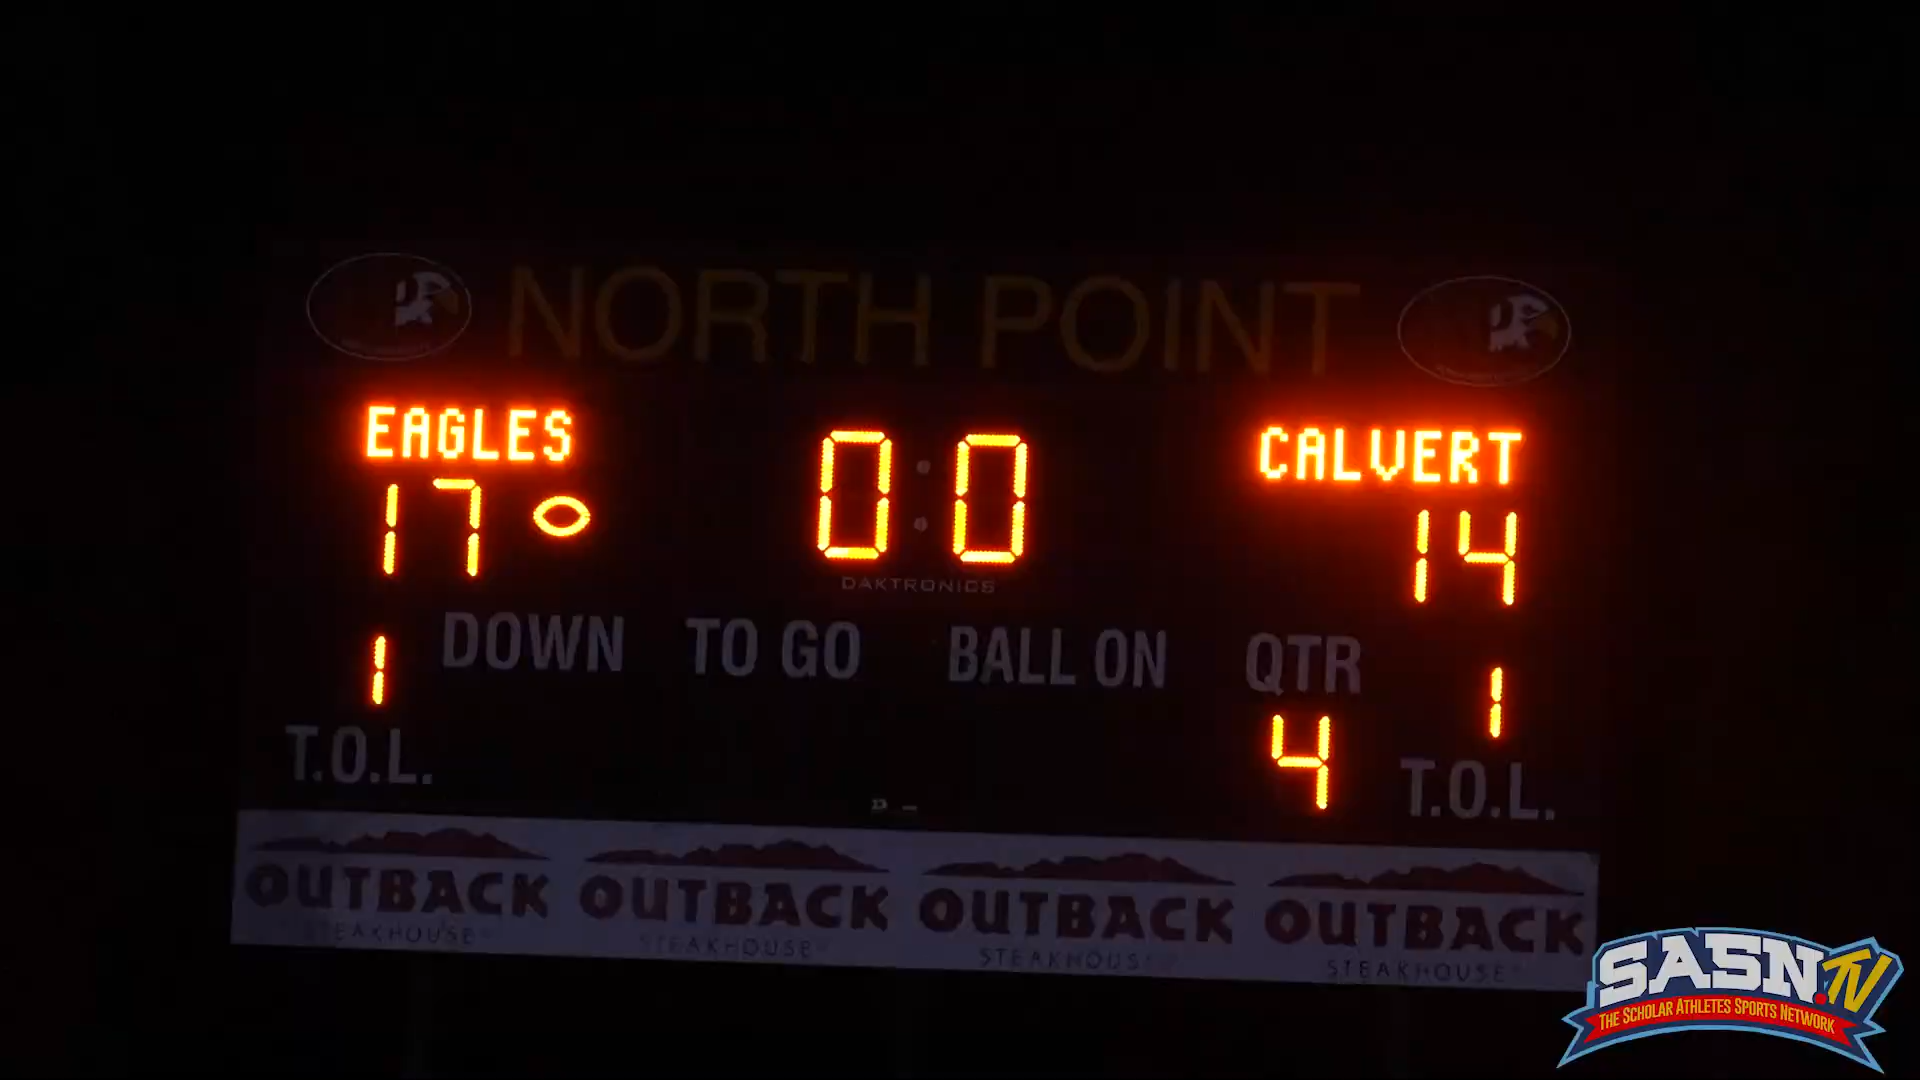 NORTH POINT
EAGLES
0:0
CALVERT
17
14
DAKTRONICS
DOWN TO GO BALL ON QTR
1
1
4
T.O.L.
T.O.L.
OUTBACK OUTBACK OUTBACK OUTBACK
STEAKHOUSE STEAKHOUSE STEAKHOUSE STEAKHOUSE
SASN.TV
THE SCHOLAR ATHLETES SPORTS NETWORK